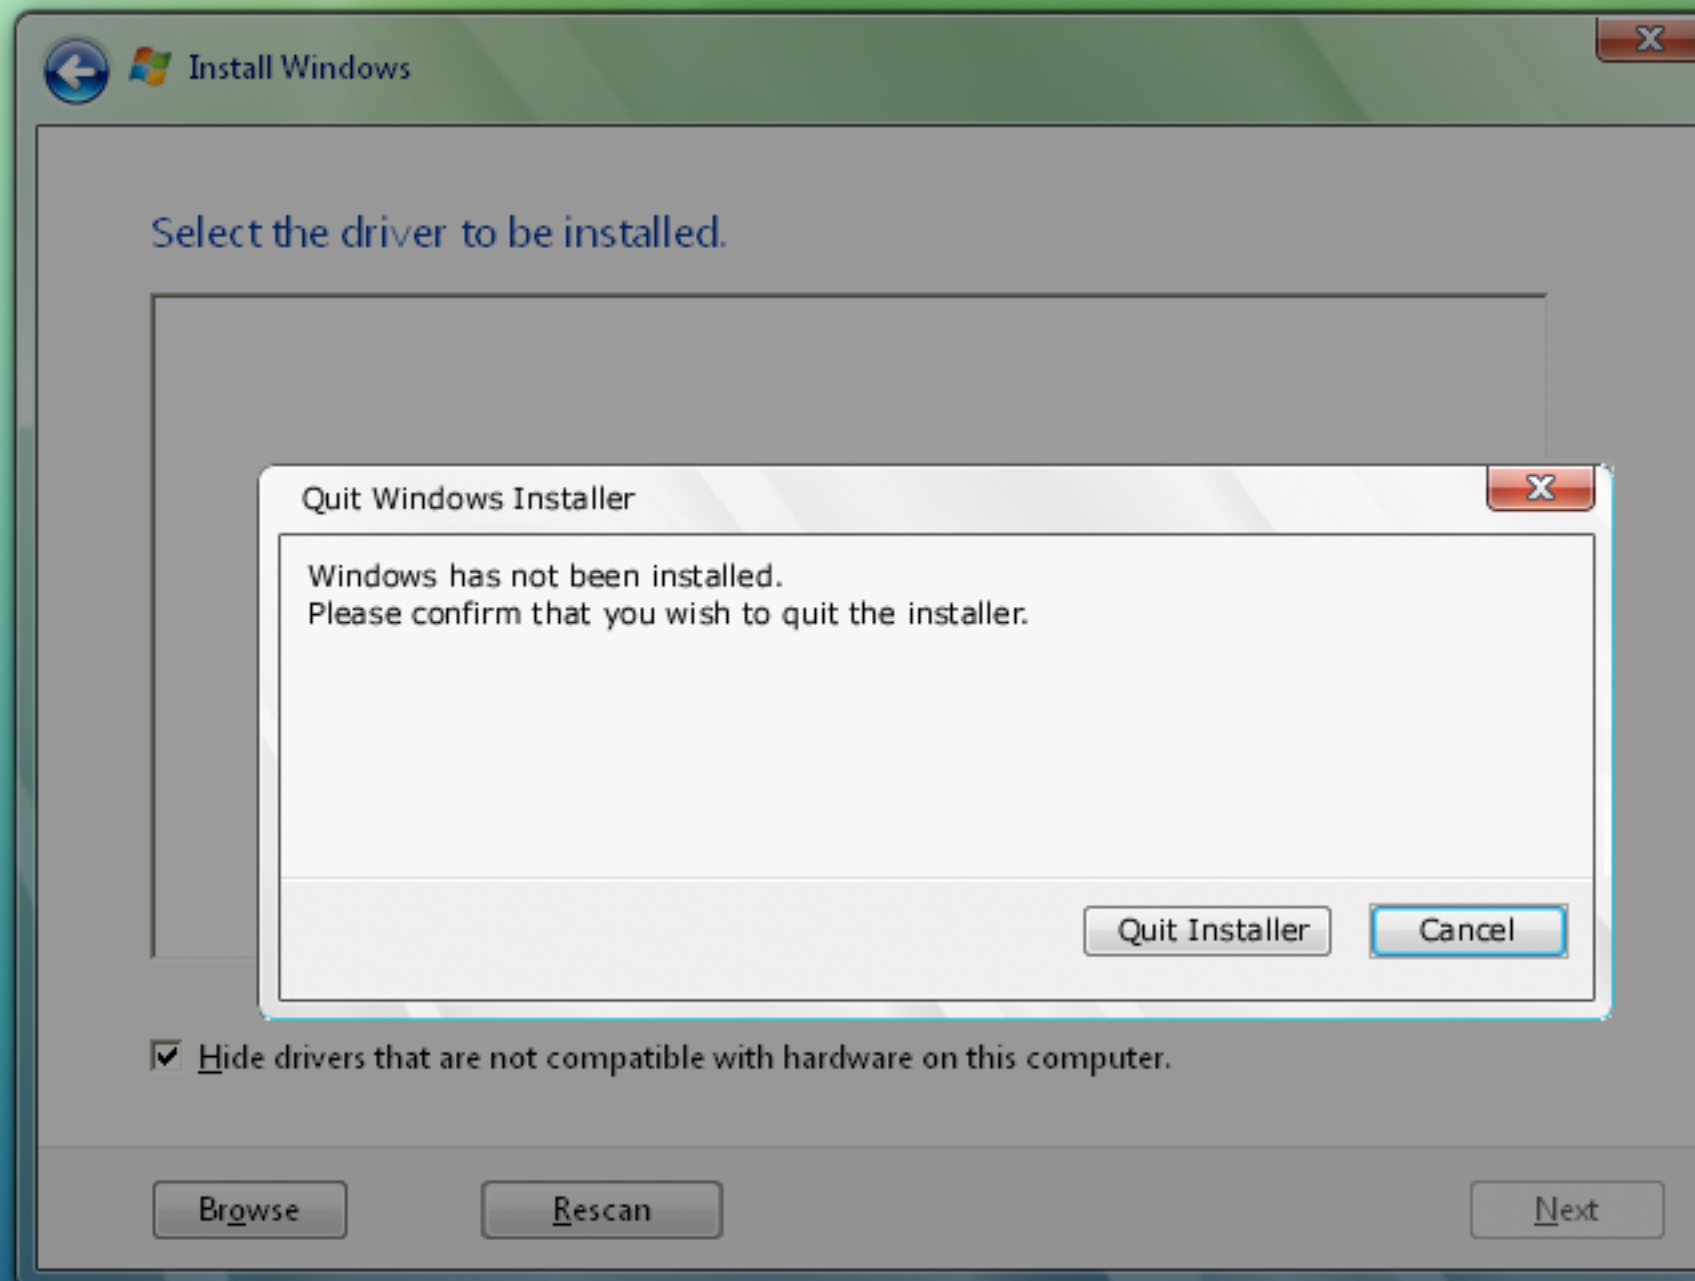 Install Windows
Select the driver to be installed.
Quit Windows Installer
Windows has not been installed.
Please confirm that you wish to quit the installer.
Quit Installer
Cancel
Hide drivers that are not compatible with hardware on this computer.
Browse
Rescan
Next